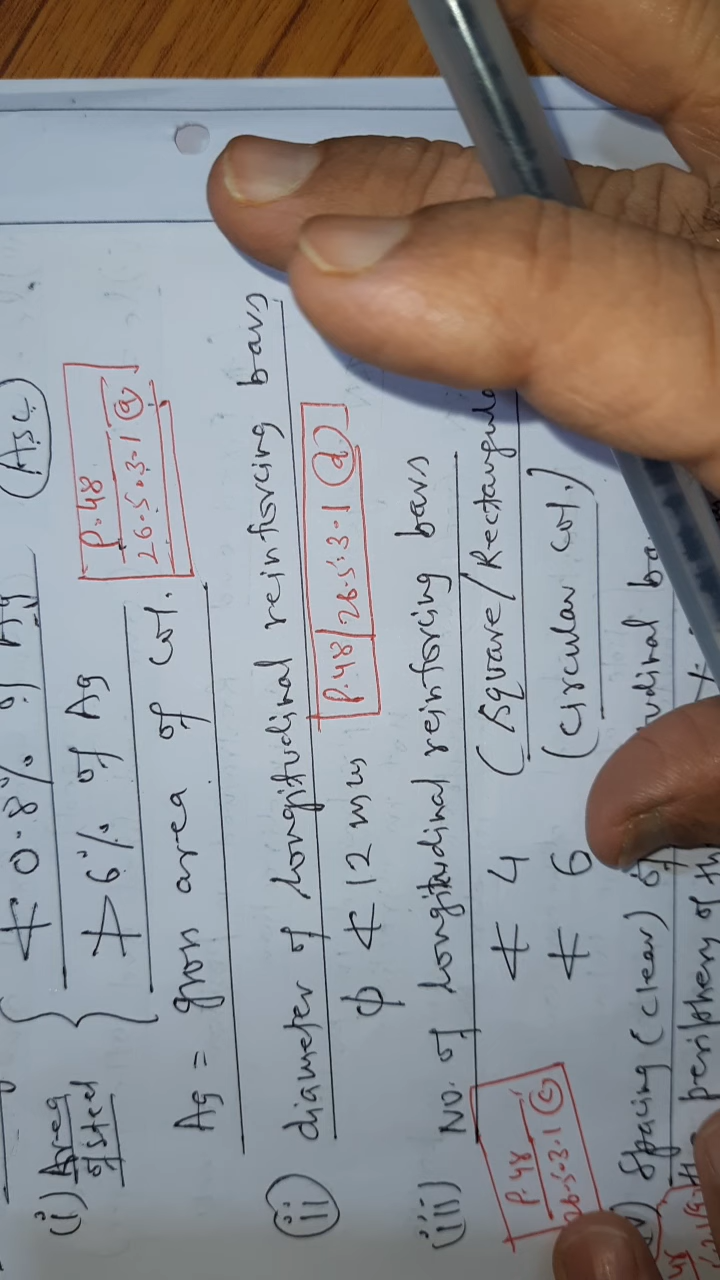 (i) Area of steel
≮ 0.8% of Ag (Asc)
≯ 6% of Ag
P.48
26.5.3.1 (a)
Ag = gross area of col.
(ii) diameter of longitudinal reinforcing bars
ϕ ≮ 12 mm P.48/26.5.3.1 (d)
(iii) No. of longitudinal reinforcing bars
P.48
26.5.3.1 (c)
≮ 4 (Square/Rectangula
≮ 6 (circular col.)
Spacing (clear) of
periphery of